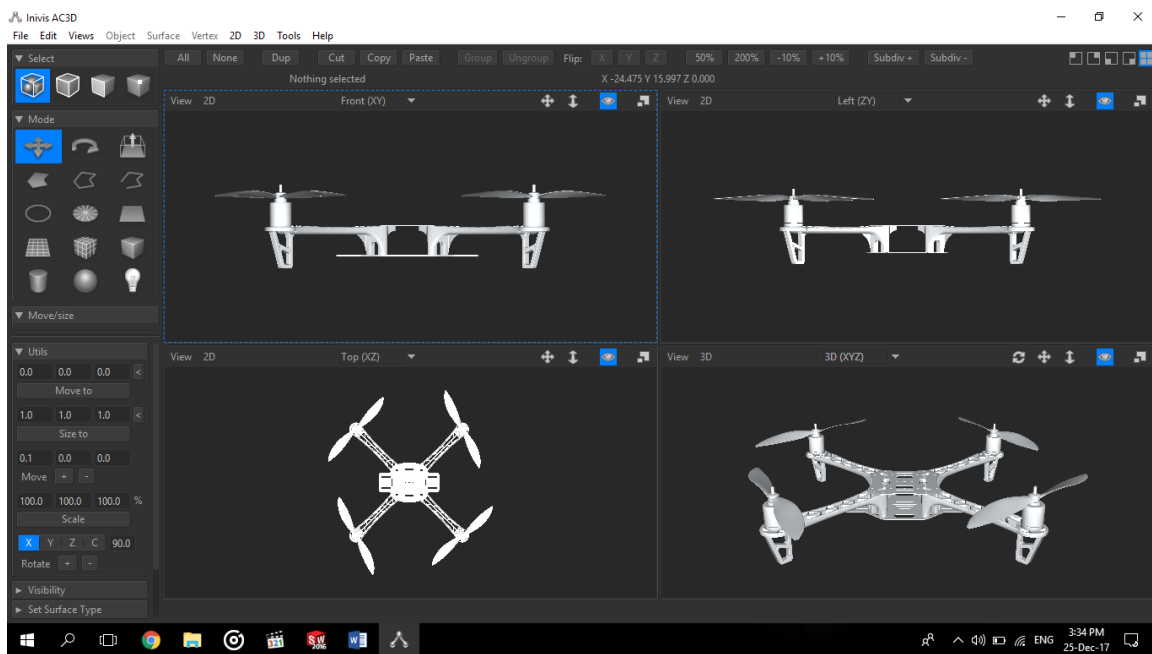 Inivis AC3D
File Edit Views Object Surface Vertex 2D 3D Tools Help
Select
All None Dup Cut Copy Paste Group Ungroup Flip: X Y Z 50% 200% -10% +10% Subdiv + Subdiv -
Nothing selected X -24.475 Y 15.997 Z 0.000
View 2D Front (XY)
View 2D Left (ZY)
Mode
Move/size
Utils
0.0 0.0 0.0 <
Move to
1.0 1.0 1.0 <
Size to
0.1 0.0 0.0
Move + -
100.0 100.0 100.0 %
Scale
X Y Z C 90.0
Rotate + -
Visibility
Set Surface Type
View 2D Top (XZ)
View 3D 3D (XYZ)
321
SW
2016
W
ENG
3:34 PM
25-Dec-17